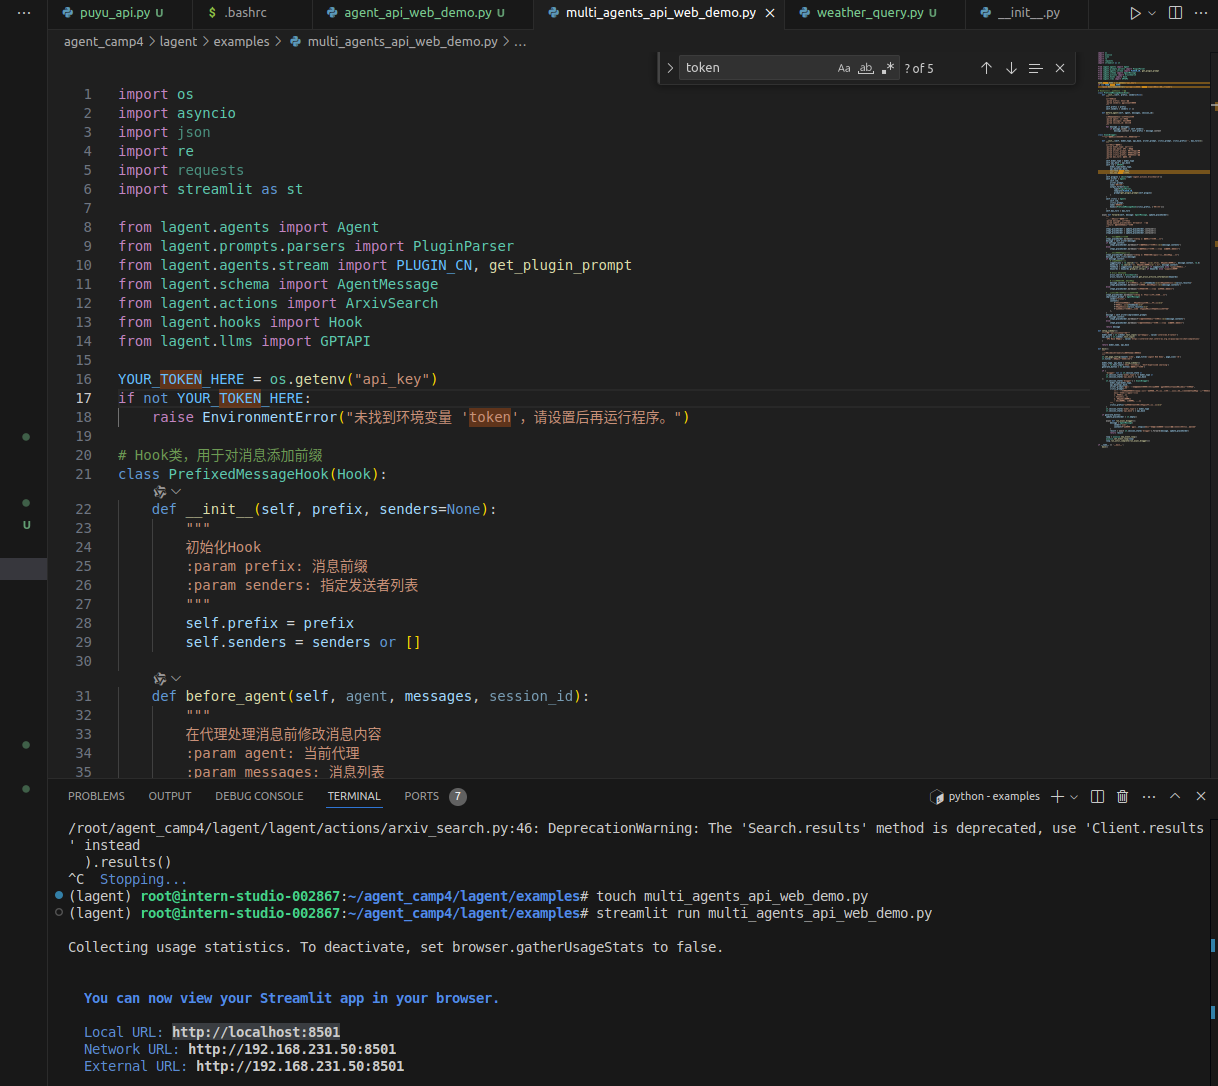 puyu_api.py U
$ .bashrc
agent_api_web_demo.py U
multi_agents_api_web_demo.py
weather_query.py U
__init__.py
agent_camp4 > lagent > examples > multi_agents_api_web_demo.py > ...
token Aa ab .* ? of 5
1 import os
2 import asyncio
3 import json
4 import re
5 import requests
6 import streamlit as st
7
8 from lagent.agents import Agent
9 from lagent.prompts.parsers import PluginParser
10 from lagent.agents.stream import PLUGIN_CN, get_plugin_prompt
11 from lagent.schema import AgentMessage
12 from lagent.actions import ArxivSearch
13 from lagent.hooks import Hook
14 from lagent.llms import GPTAPI
15
16 YOUR_TOKEN_HERE = os.getenv("api_key")
17 if not YOUR_TOKEN_HERE:
18 raise EnvironmentError("未找到环境变量 'token'，请设置后再运行程序。")
19
20 # Hook类，用于对消息添加前缀
21 class PrefixedMessageHook(Hook):
22 def __init__(self, prefix, senders=None):
23 """
24 初始化Hook
25 :param prefix: 消息前缀
26 :param senders: 指定发送者列表
27 """
28 self.prefix = prefix
29 self.senders = senders or []
30
31 def before_agent(self, agent, messages, session_id):
32 """
33 在代理处理消息前修改消息内容
34 :param agent: 当前代理
35 :param messages: 消息列表
U
PROBLEMS OUTPUT DEBUG CONSOLE TERMINAL PORTS 7
python - examples
/root/agent_camp4/lagent/lagent/actions/arxiv_search.py:46: DeprecationWarning: The 'Search.results' method is deprecated, use 'Client.results
' instead
).results()
^C Stopping...
(lagent) root@intern-studio-002867:~/agent_camp4/lagent/examples# touch multi_agents_api_web_demo.py
(lagent) root@intern-studio-002867:~/agent_camp4/lagent/examples# streamlit run multi_agents_api_web_demo.py
Collecting usage statistics. To deactivate, set browser.gatherUsageStats to false.
You can now view your Streamlit app in your browser.
Local URL: http://localhost:8501
Network URL: http://192.168.231.50:8501
External URL: http://192.168.231.50:8501